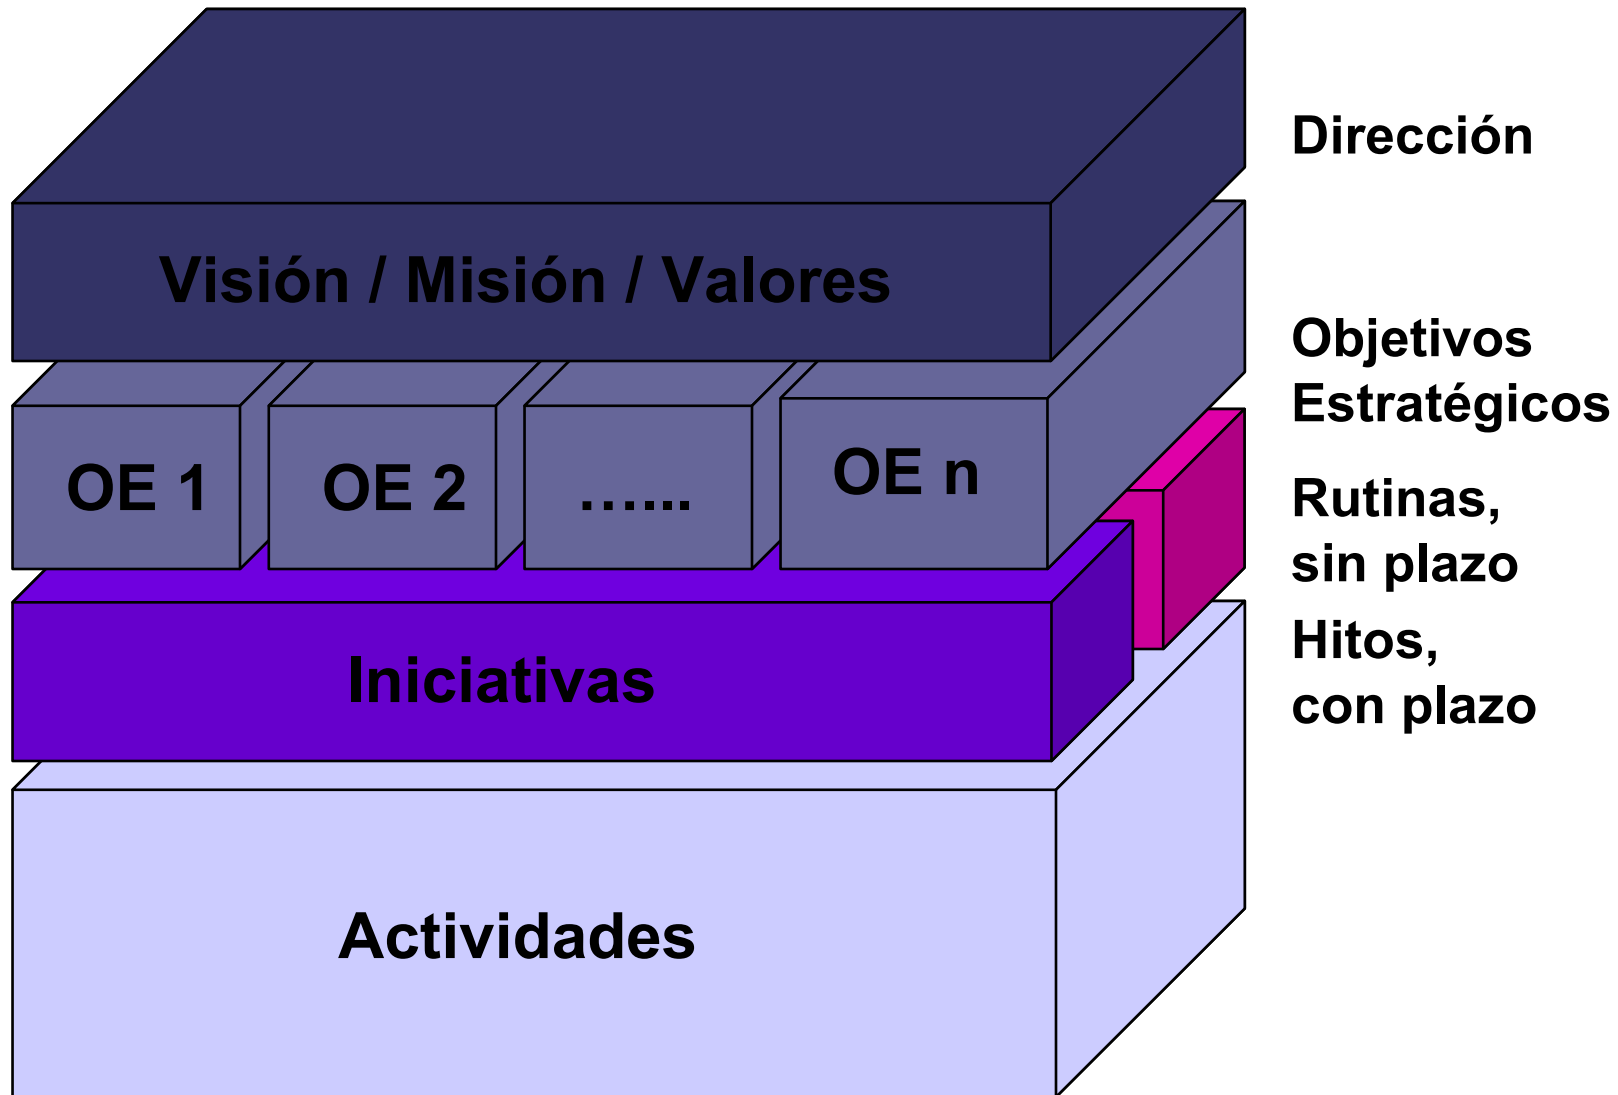 Dirección
Visión / Misión / Valores
Objetivos
Estratégicos
OE 1
OE 2
…...
OE n
Rutinas,
sin plazo
Iniciativas
Hitos,
con plazo
Actividades